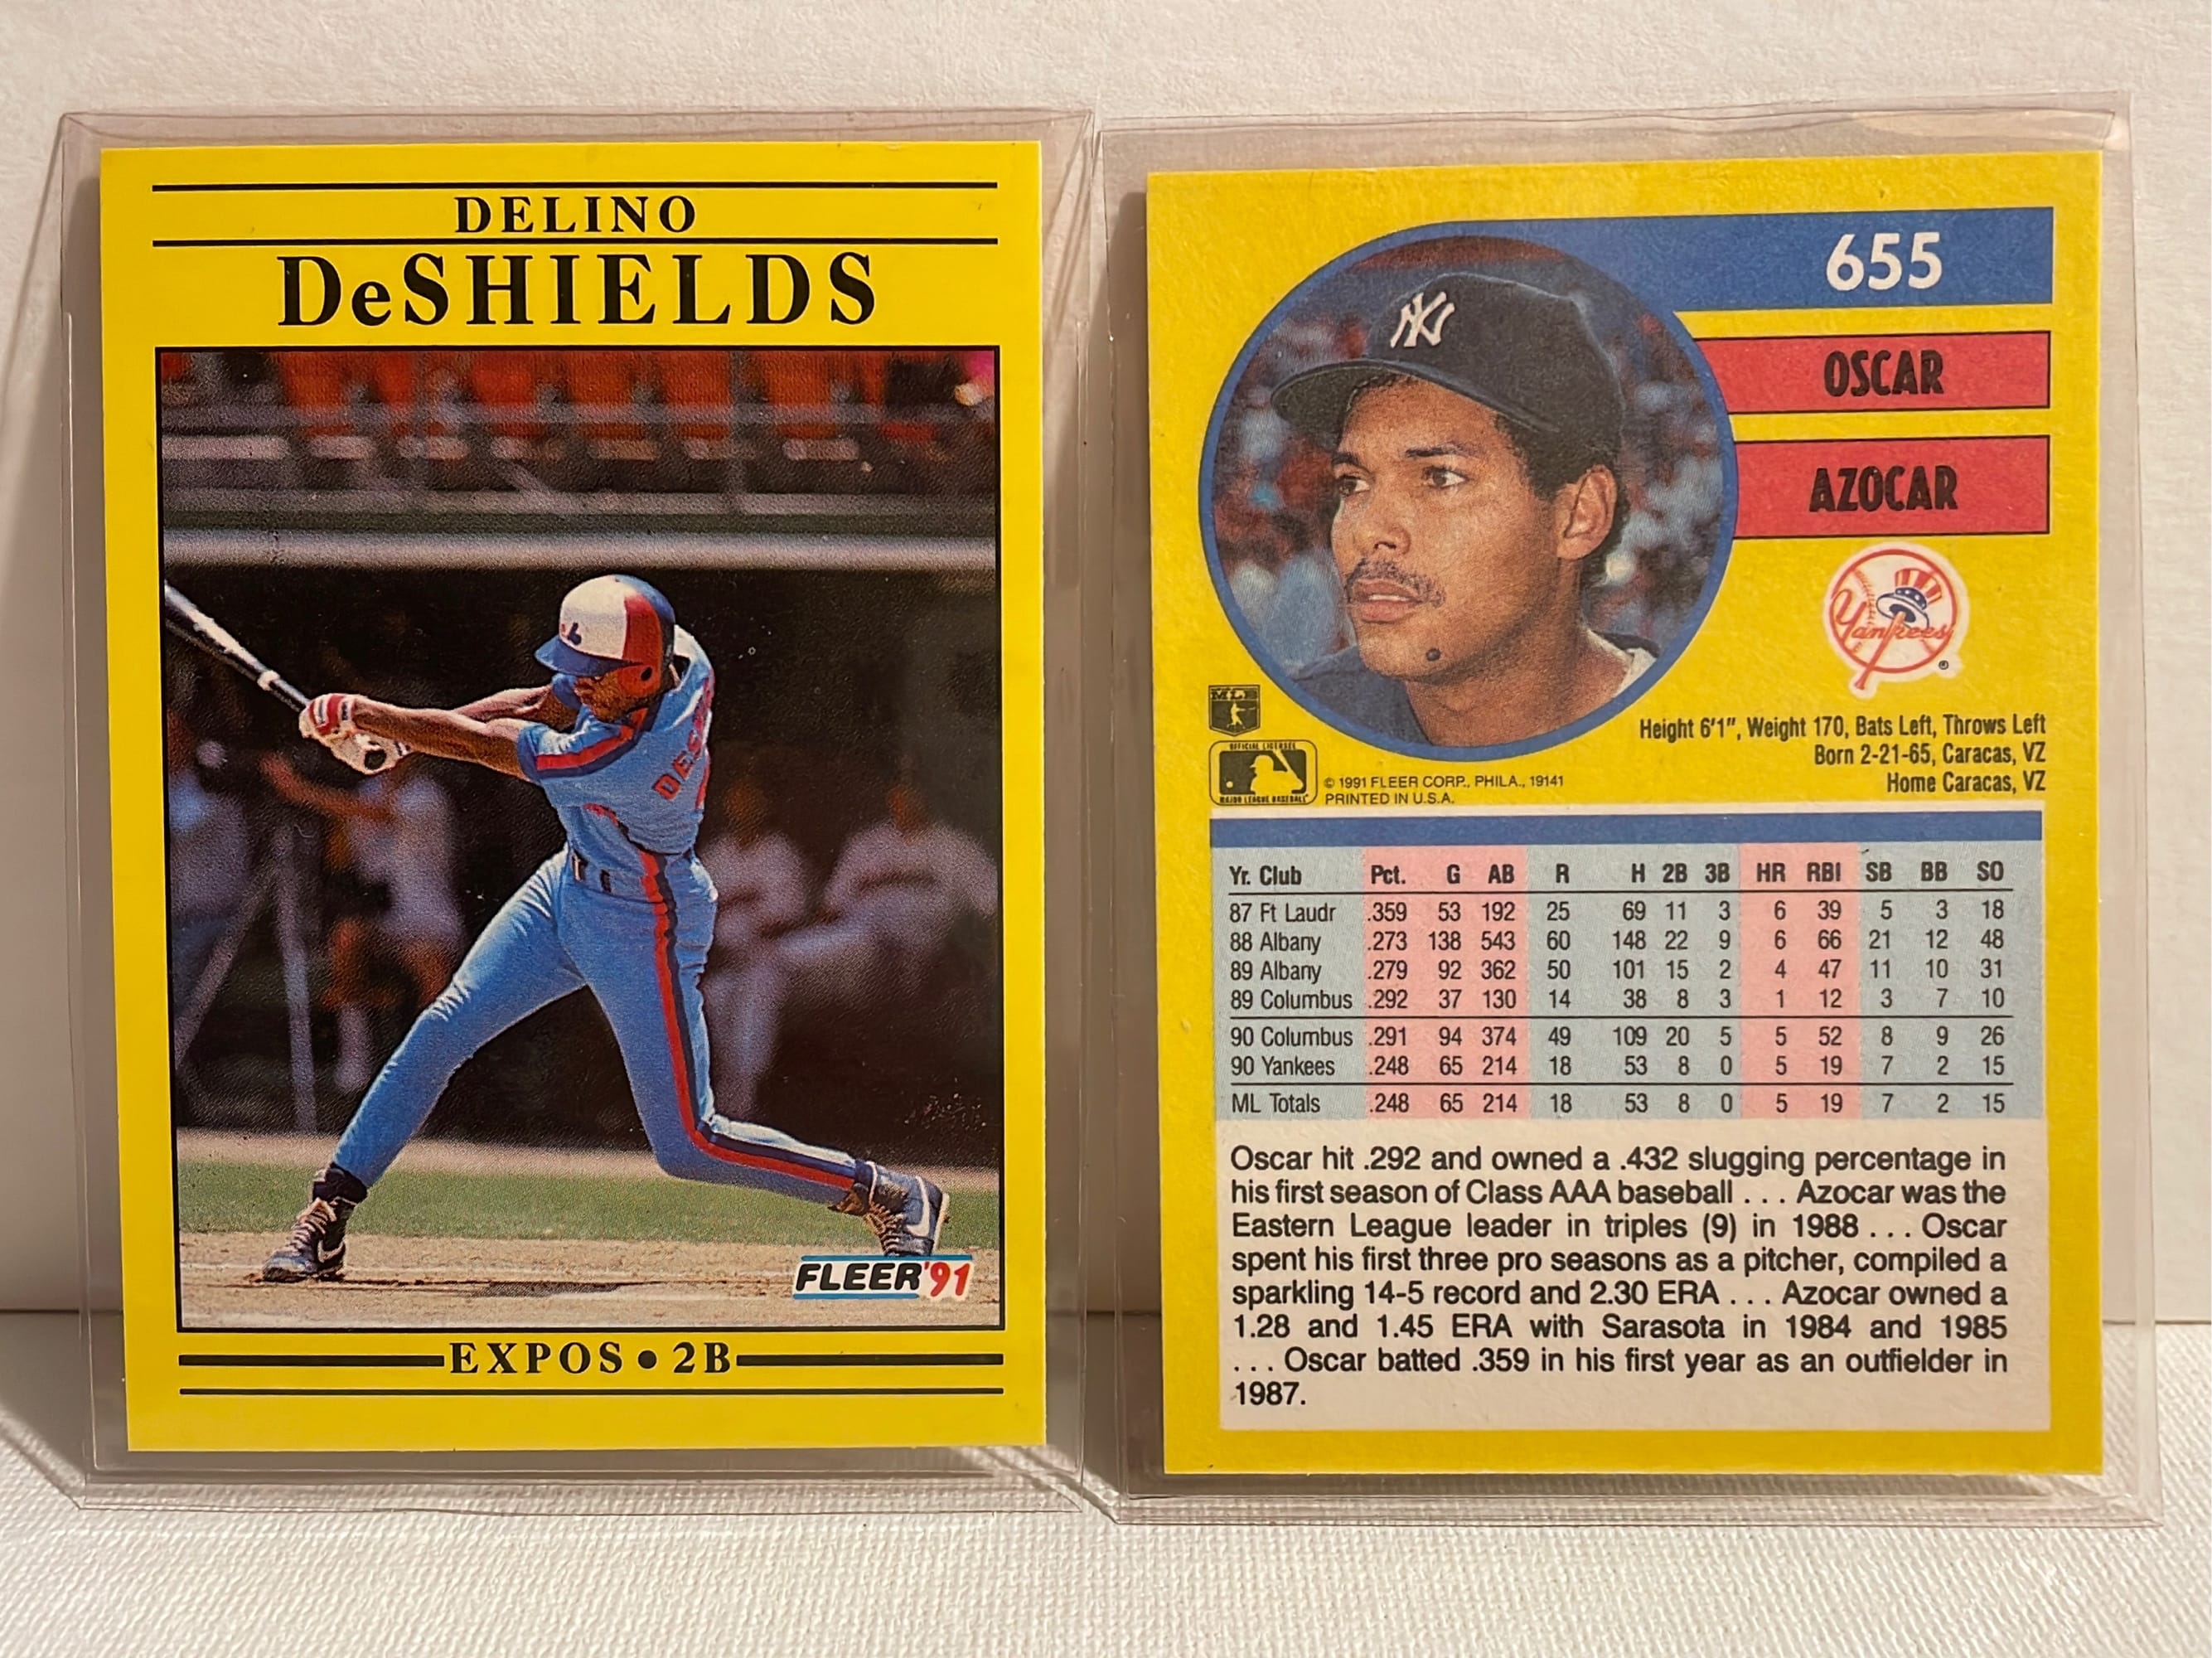 DELINO
DeSHIELDS
DES
FLEER'91
EXPOS • 2B
655
OSCAR
AZOCAR
NY
Yankees
®
MLB
Height 6'1", Weight 170, Bats Left, Throws Left
Born 2-21-65, Caracas, VZ
Home Caracas, VZ
OFFICIAL LICENSEE
MAJOR LEAGUE BASEBALL
© 1991 FLEER CORP., PHILA., 19141
PRINTED IN U.S.A.
Yr. Club Pct. G AB R H 2B 3B HR RBI SB BB SO
87 Ft Laudr .359 53 192 25 69 11 3 6 39 5 3 18
88 Albany .273 138 543 60 148 22 9 6 66 21 12 48
89 Albany .279 92 362 50 101 15 2 4 47 11 10 31
89 Columbus .292 37 130 14 38 8 3 1 12 3 7 10
90 Columbus .291 94 374 49 109 20 5 5 52 8 9 26
90 Yankees .248 65 214 18 53 8 0 5 19 7 2 15
ML Totals .248 65 214 18 53 8 0 5 19 7 2 15
Oscar hit .292 and owned a .432 slugging percentage in
his first season of Class AAA baseball . . . Azocar was the
Eastern League leader in triples (9) in 1988 . . . Oscar
spent his first three pro seasons as a pitcher, compiled a
sparkling 14-5 record and 2.30 ERA . . . Azocar owned a
1.28 and 1.45 ERA with Sarasota in 1984 and 1985
. . . Oscar batted .359 in his first year as an outfielder in
1987.